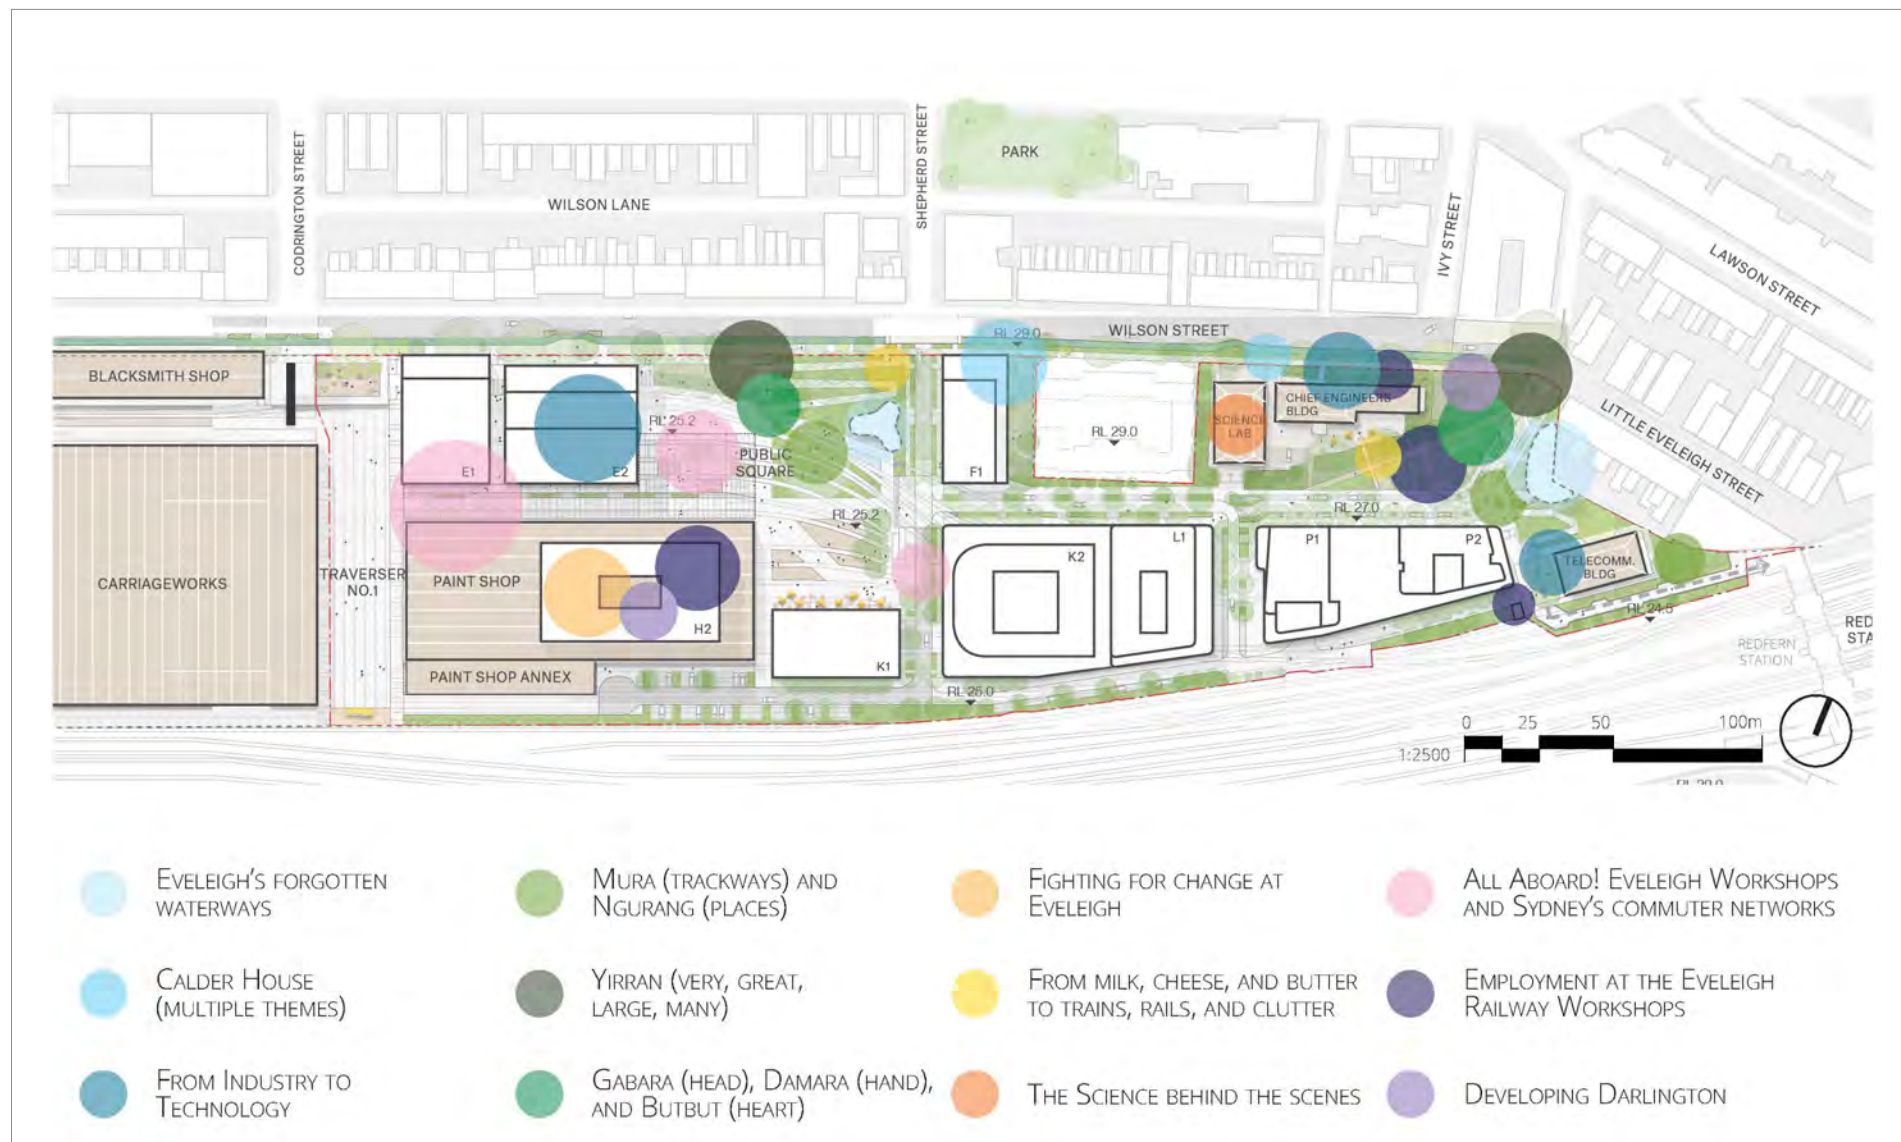 CODRINGTON STREET
SHEPHERD STREET
PARK
WILSON LANE
IVY STREET
LAWSON STREET
WILSON STREET
RL 29.0
BLACKSMITH SHOP
CHIEF ENGINEERS
BLDG
LITTLE EVELEIGH STREET
RL 25.2
SCIENCE
LAB
RL 29.0
PUBLIC
SQUARE
E1
E2
F1
RL 25.2
RL 27.0
K2
L1
P1
P2
CARRIAGEWORKS
TRAVERSER
NO.1
PAINT SHOP
TELECOMM.
BLDG
H2
RL 24.5
RED
STA
REDFERN
STATION
K1
PAINT SHOP ANNEX
RL 25.0
0 25 50 100m
1:2500
Eveleigh's forgotten
waterways
Mura (trackways) and
Ngurang (places)
Fighting for change at
Eveleigh
All Aboard! Eveleigh Workshops
and Sydney's commuter networks
Calder House
(multiple themes)
Yirran (very, great,
large, many)
From milk, cheese, and butter
to trains, rails, and clutter
Employment at the Eveleigh
Railway Workshops
From Industry to
Technology
Gabara (head), Damara (hand),
and Butbut (heart)
The Science behind the scenes
Developing Darlington